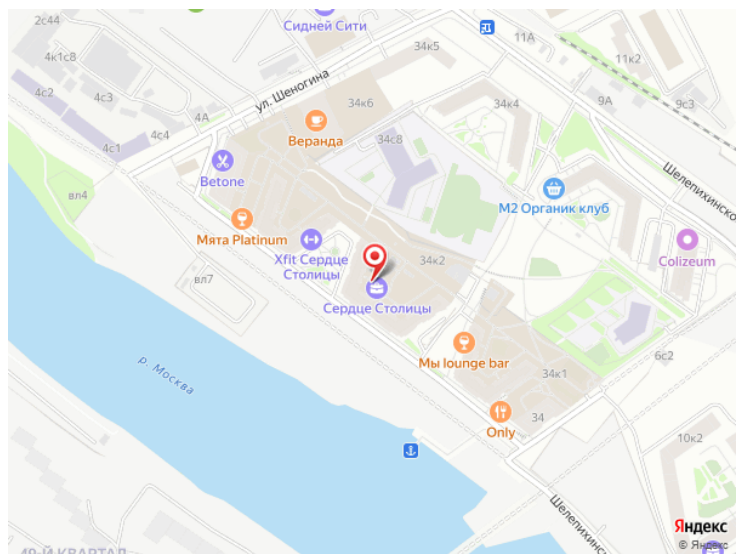 2с44
Сидней Сити
11А
4к1с8
34к5
11к2
4с2
4с3
ул. Шеногина
34к6
34к4
9А
9с3
4А
4с4
4с1
Веранда
34с8
Шелепихинско
Betone
вл4
М2 Органик клуб
Мята Platinum
Xfit Сердце
Столицы
34к2
Colizeum
вл7
Сердце Столицы
р. Москва
Мы lounge bar
6с2
34к1
34
Only
10к2
Шелепихинс
Яндекс
© Яндекс
49-Й КВАРТАЛ